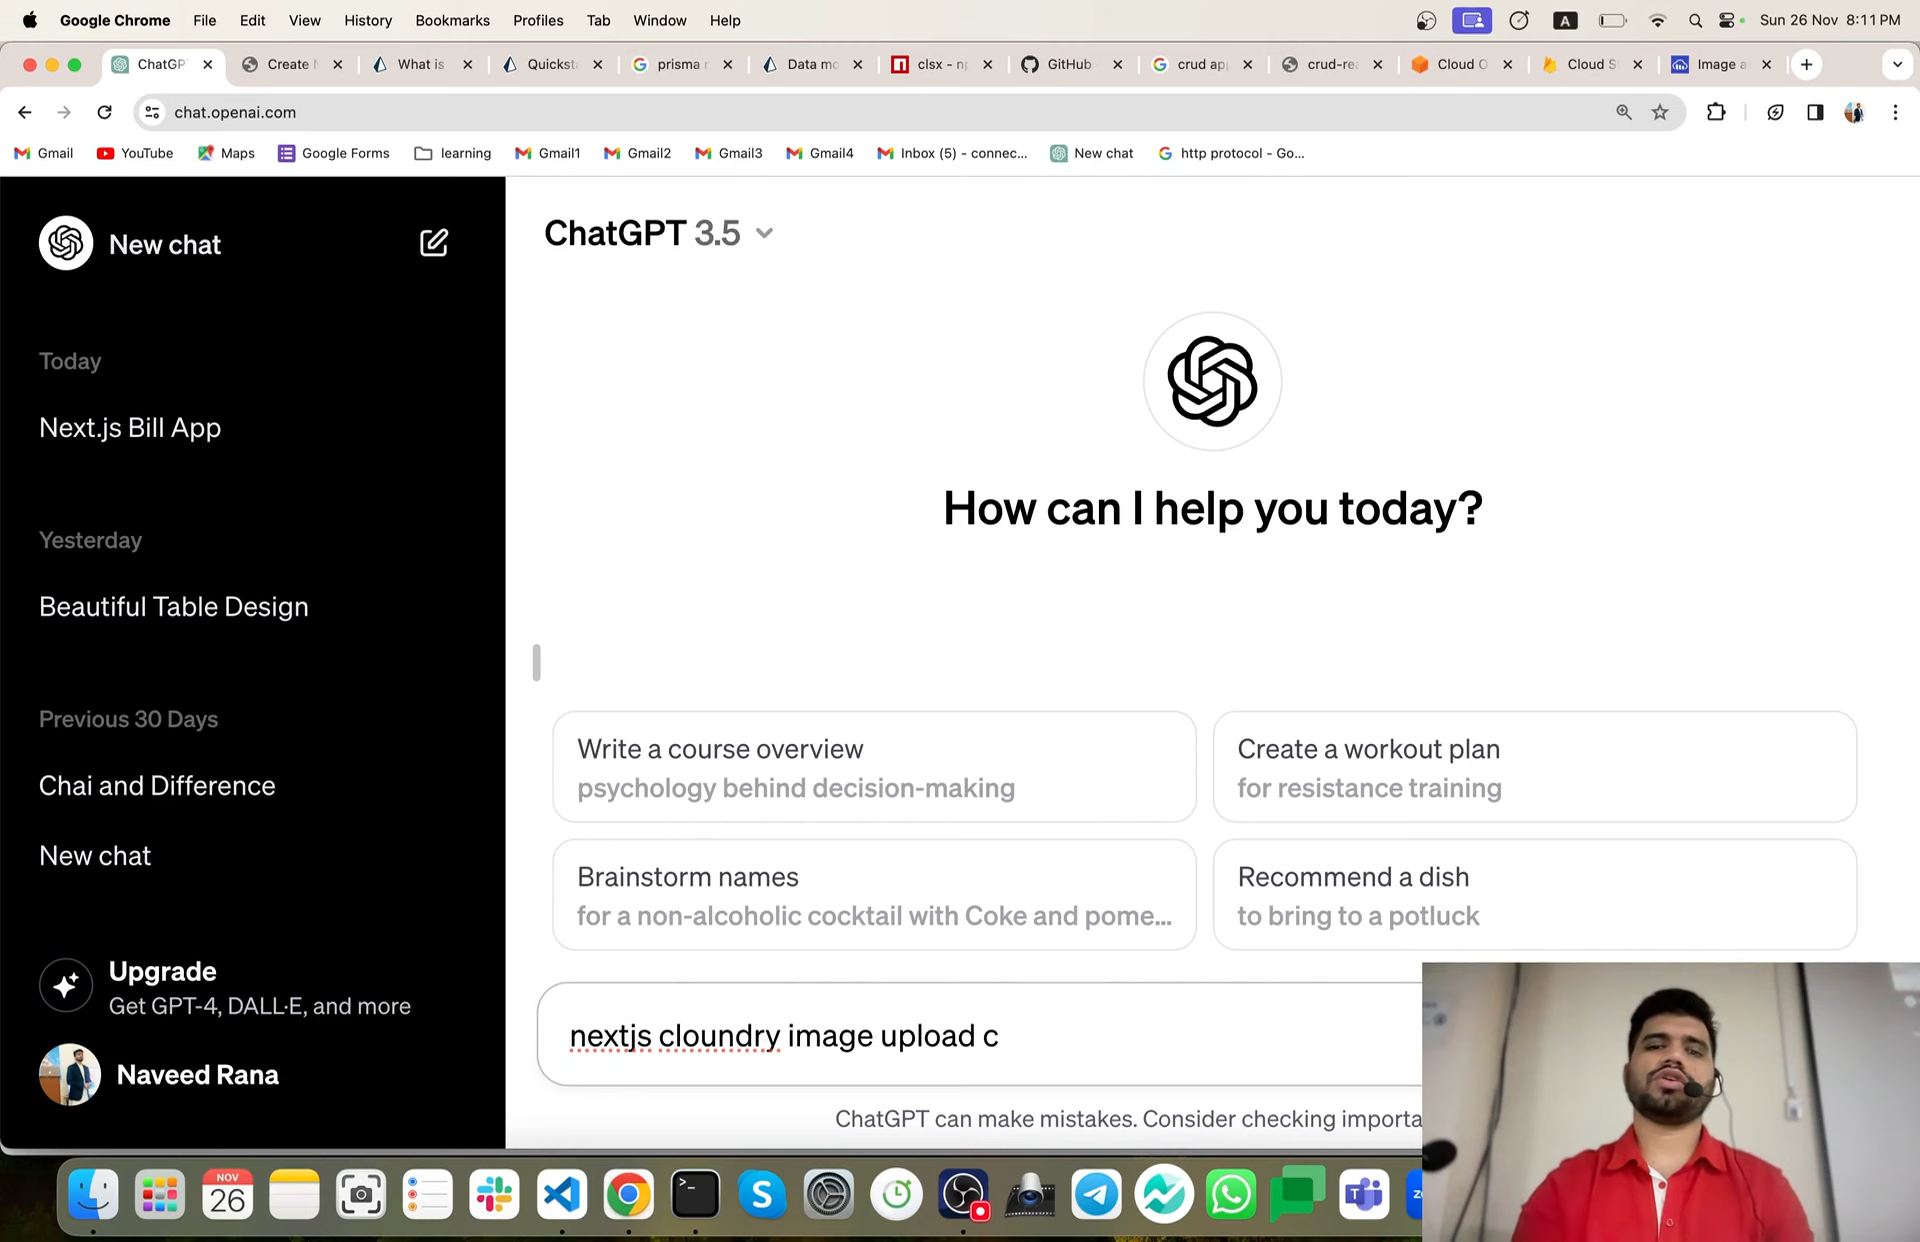 Google Chrome File Edit View History Bookmarks Profiles Tab Window Help
A
Sun 26 Nov 8:11 PM
ChatGP
Create
What is
Quicksta
prisma
Data mo
clsx - n
GitHub
crud ap
crud-re
Cloud
Cloud S
Image
chat.openai.com
Gmail YouTube Maps Google Forms learning Gmail1 Gmail2 Gmail3 Gmail4 Inbox (5) - connec... New chat http protocol - Go...
New chat
Today
Next.js Bill App
Yesterday
Beautiful Table Design
Previous 30 Days
Chai and Difference
New chat
Upgrade
Get GPT-4, DALL·E, and more
Naveed Rana
ChatGPT 3.5
How can I help you today?
Write a course overview
psychology behind decision-making
Create a workout plan
for resistance training
Brainstorm names
for a non-alcoholic cocktail with Coke and pome...
Recommend a dish
to bring to a potluck
nextjs cloundry image upload c
ChatGPT can make mistakes. Consider checking importa
NOV
26